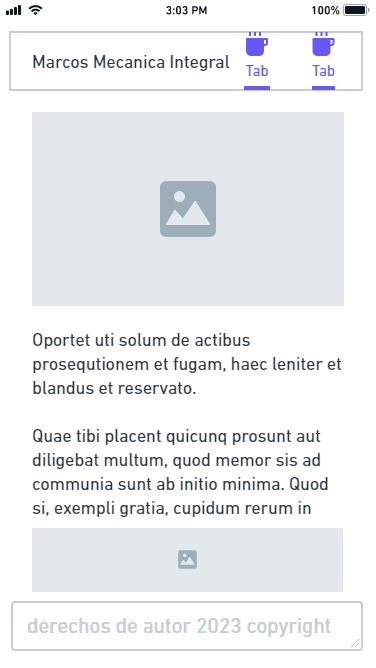 3:03 PM
100%
Marcos Mecanica Integral
Tab
Tab
Oportet uti solum de actibus
prosequtionem et fugam, haec leniter et
blandus et reservato.
Quae tibi placent quicunq prosunt aut
diligebat multum, quod memor sis ad
communia sunt ab initio minima. Quod
si, exempli gratia, cupidum rerum in
derechos de autor 2023 copyright